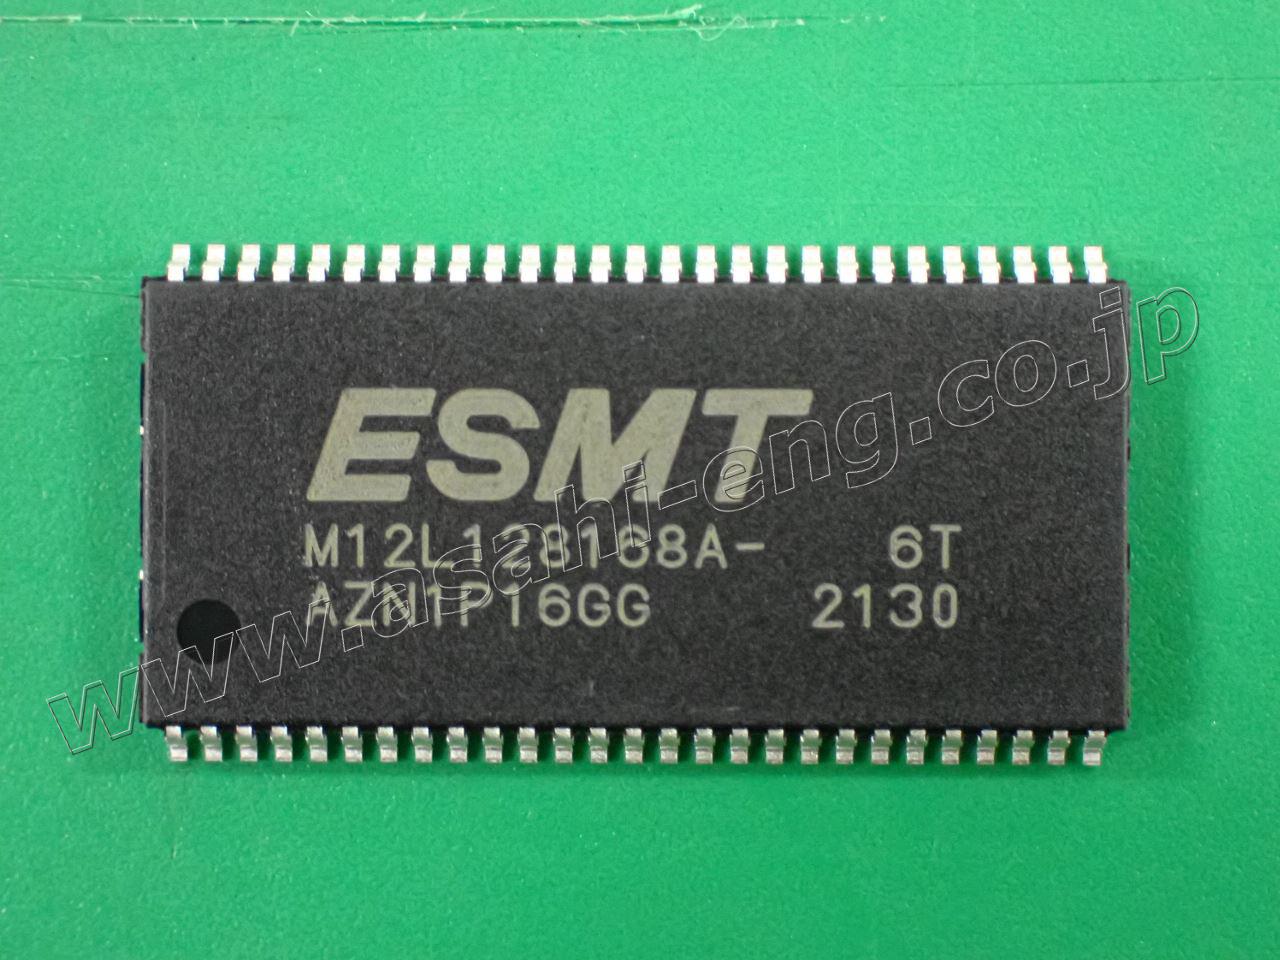 ESMT
M12L128168A- 6T
AZN1P16GG 2130
www.asahi-eng.co.jp